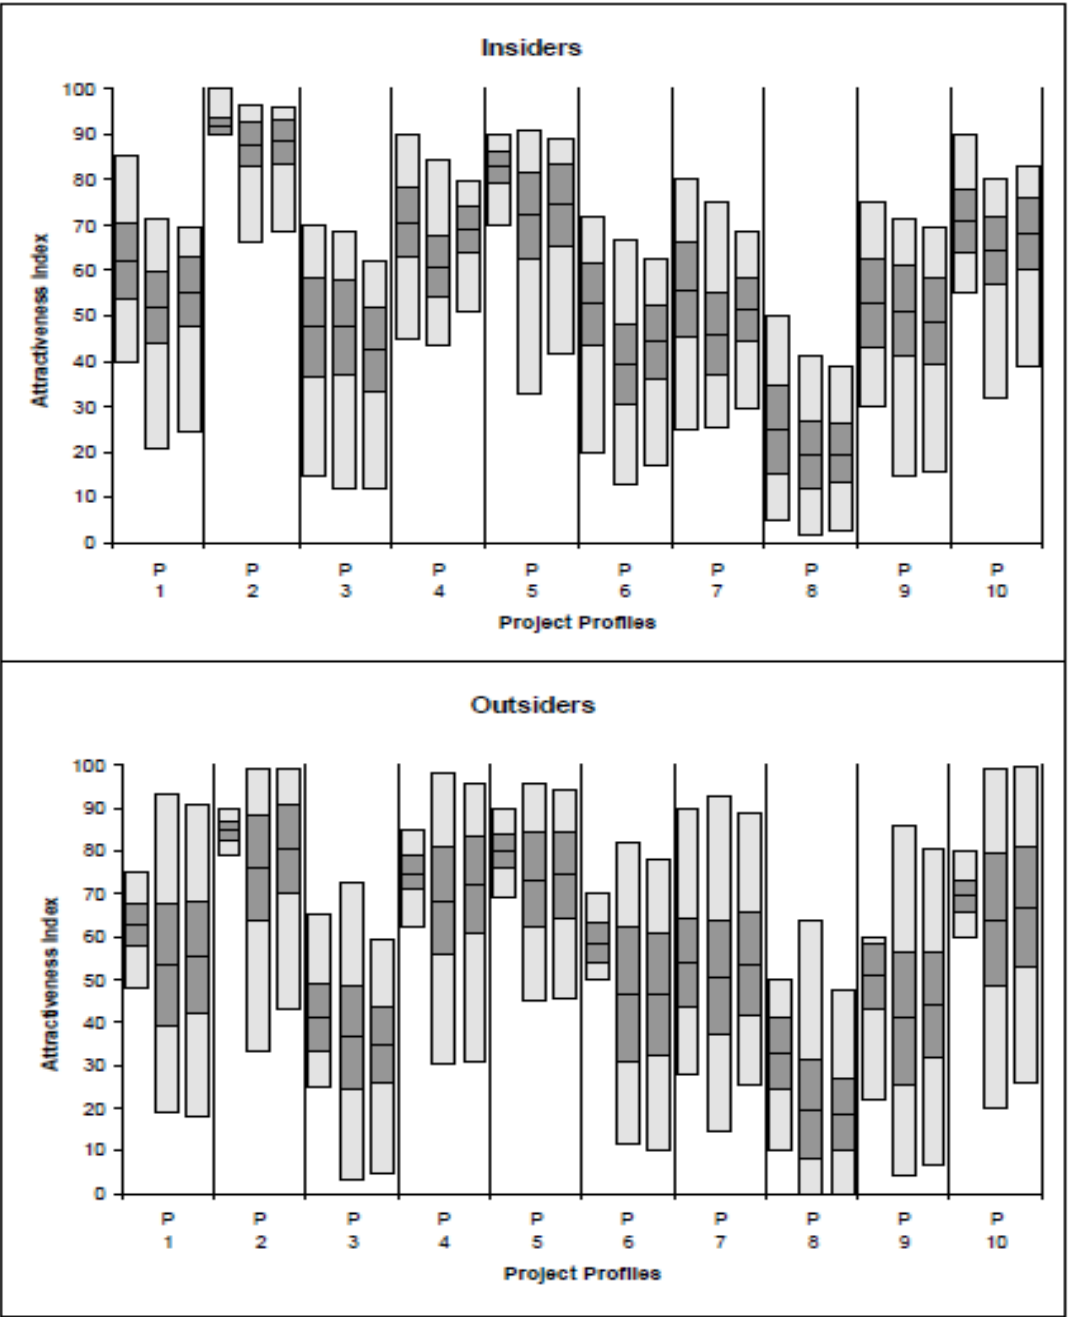 Insiders
Attractiveness Index
100
90
80
70
60
50
40
30
20
10
0
P P P P P P P P P P
1 2 3 4 5 6 7 8 9 10
Project Profiles
Outsiders
Attractiveness Index
100
90
80
70
60
50
40
30
20
10
0
P P P P P P P P P P
1 2 3 4 5 6 7 8 9 10
Project Profiles